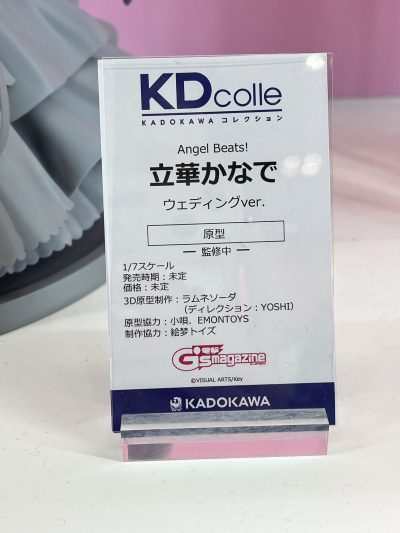 KDcolle
KADOKAWA コレクション
Angel Beats!
立華かなで
ウェディングver.
原型
― 監修中 ―
1/7スケール
発売時期：未定
価格：未定
3D原型制作：ラムネソーダ
（ディレクション：YOSHI）
原型協力：小唄、EMONTOYS
制作協力：絵夢トイズ
G'smagazine
©VISUAL ARTS/Key
KADOKAWA